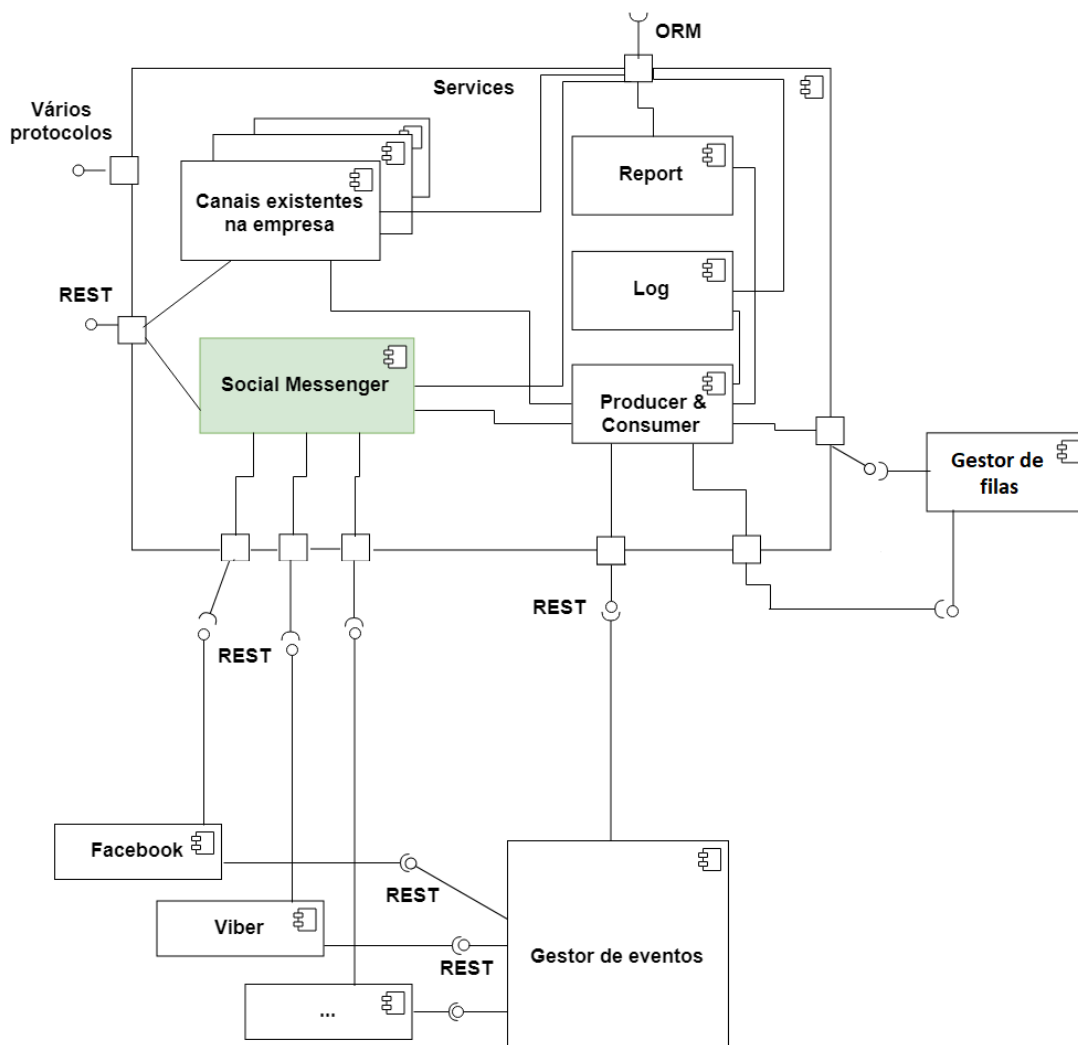 ORM
Services
Vários
protocolos
Report
Canais existentes
na empresa
Log
REST
Social Messenger
Producer &
Consumer
Gestor de
filas
REST
REST
Facebook
REST
Viber
REST
Gestor de eventos
...